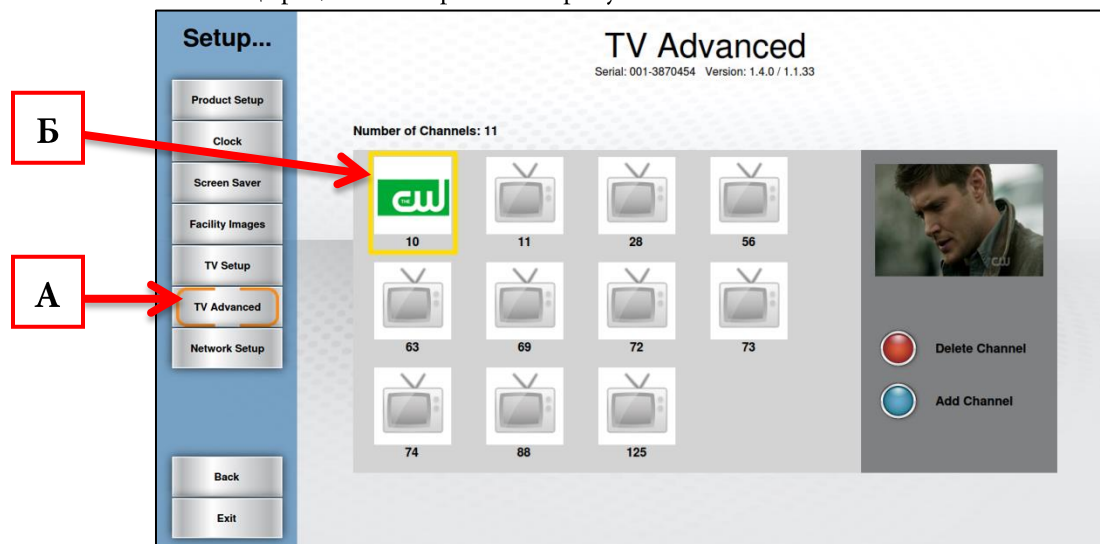 Setup...
TV Advanced
Serial: 001-3870454 Version: 1.4.0 / 1.1.33
Product Setup
Б
Clock
Number of Channels: 11
Screen Saver
THE CW
Facility Images
10 11 28 56
TV Setup
А
TV Advanced
CW
Network Setup
63 69 72 73
Delete Channel
Add Channel
74 88 125
Back
Exit